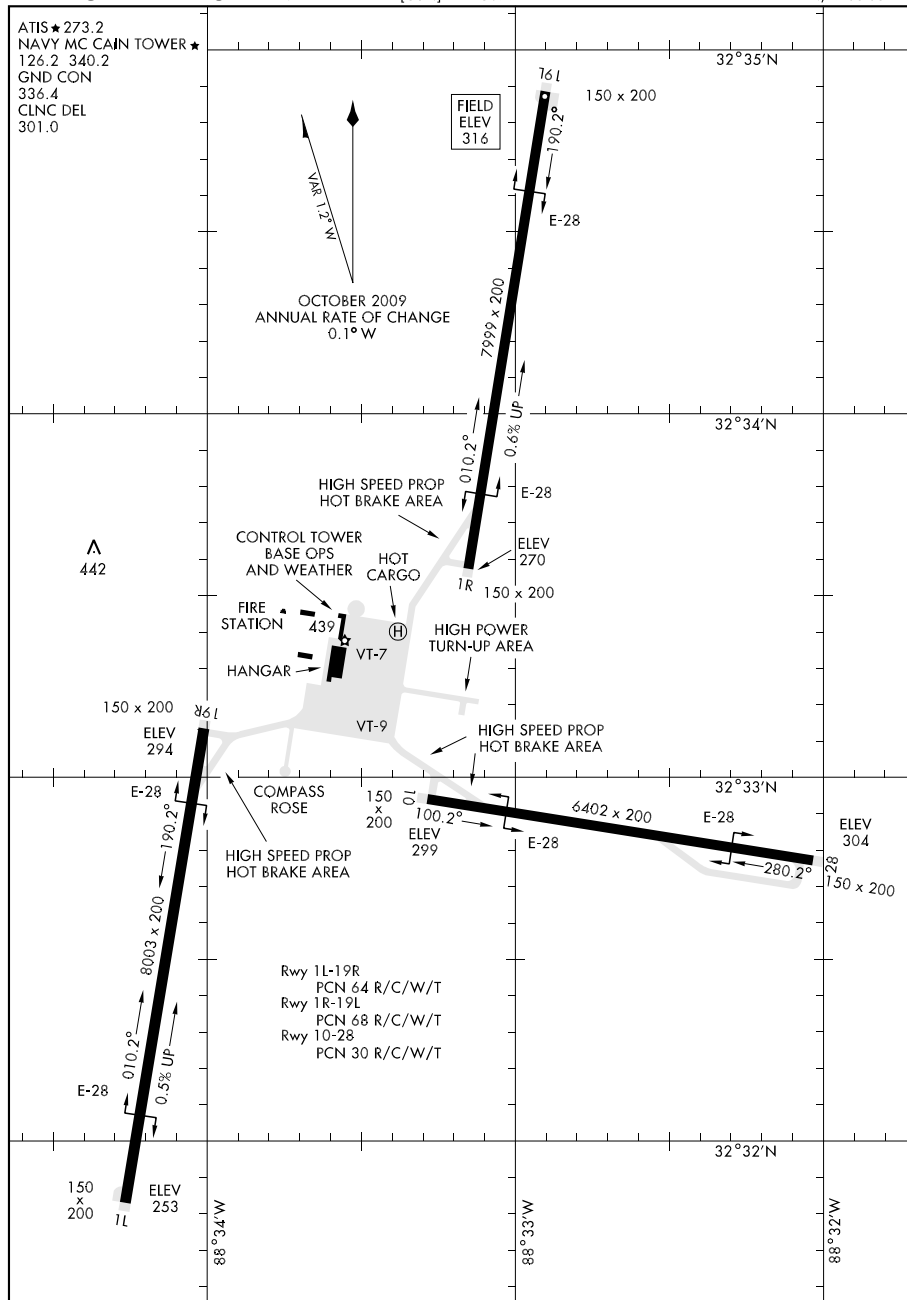 ATIS ★ 273.2
NAVY MC CAIN TOWER ★
126.2 340.2
GND CON
336.4
CLNC DEL
301.0
32°35'N
19L
150 x 200
FIELD
ELEV
316
190.2°
E-28
VAR 1.2° W
OCTOBER 2009
ANNUAL RATE OF CHANGE
0.1° W
7999 x 200
32°34'N
010.2°
0.6% UP
HIGH SPEED PROP
HOT BRAKE AREA
E-28
CONTROL TOWER
BASE OPS
AND WEATHER
HOT
CARGO
ELEV
270
1R
150 x 200
442
FIRE
STATION
439
H
HIGH POWER
TURN-UP AREA
VT-7
HANGAR
150 x 200
19R
VT-9
HIGH SPEED PROP
HOT BRAKE AREA
ELEV
294
32°33'N
E-28
COMPASS
ROSE
150
x
200
10
6402 x 200
E-28
ELEV
304
190.2°
100.2°
E-28
ELEV
299
HIGH SPEED PROP
HOT BRAKE AREA
280.2°
28
150 x 200
8003 x 200
Rwy 1L-19R
PCN 64 R/C/W/T
Rwy 1R-19L
PCN 68 R/C/W/T
Rwy 10-28
PCN 30 R/C/W/T
010.2°
0.5% UP
E-28
32°32'N
150
x
200
ELEV
253
1L
88°34'W
88°33'W
88°32'W